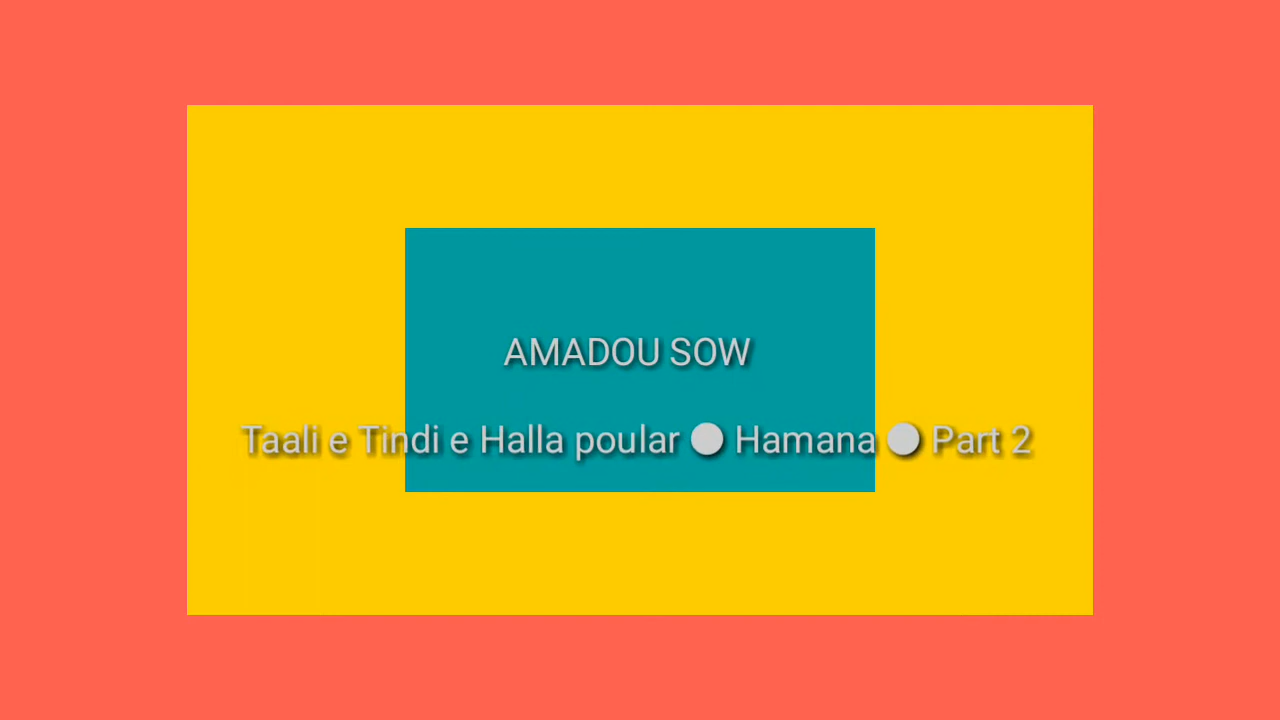 AMADOU SOW
Taali e Tindi e Halla poular ● Hamana ● Part 2